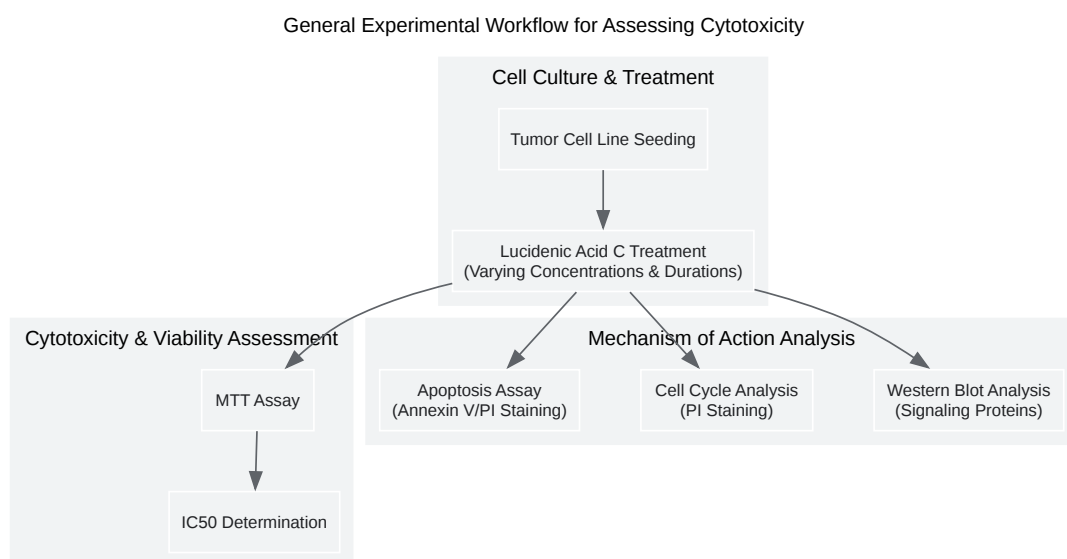 General Experimental Workflow for Assessing Cytotoxicity
Cell Culture & Treatment
Tumor Cell Line Seeding
Lucidenic Acid C Treatment
(Varying Concentrations & Durations)
Cytotoxicity & Viability Assessment
MTT Assay
IC50 Determination
Mechanism of Action Analysis
Apoptosis Assay
(Annexin V/PI Staining)
Cell Cycle Analysis
(PI Staining)
Western Blot Analysis
(Signaling Proteins)